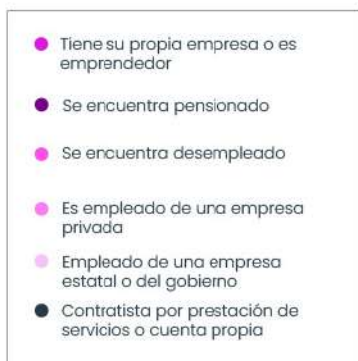 Tiene su propia empresa o es
emprendedor
Se encuentra pensionado
Se encuentra desempleado
Es empleado de una empresa
privada
Empleado de una empresa
estatal o del gobierno
Contratista por prestación de
servicios o cuenta propia